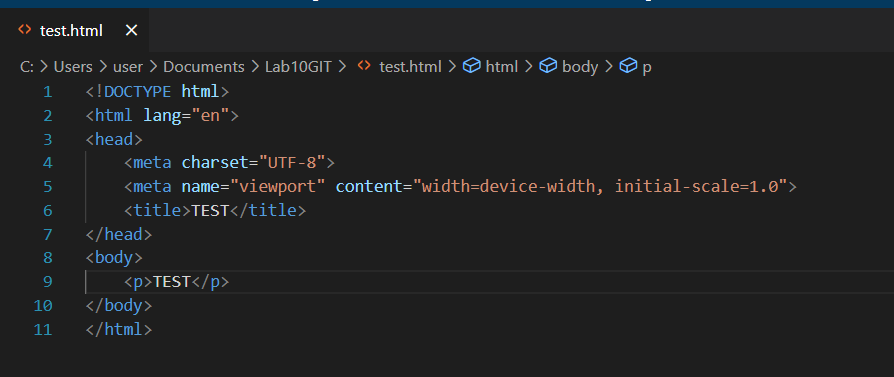 test.html
C: > Users > user > Documents > Lab10GIT > test.html > html > body > p
1 <!DOCTYPE html>
2 <html lang="en">
3 <head>
4     <meta charset="UTF-8">
5     <meta name="viewport" content="width=device-width, initial-scale=1.0">
6     <title>TEST</title>
7 </head>
8 <body>
9     <p>TEST</p>
10 </body>
11 </html>